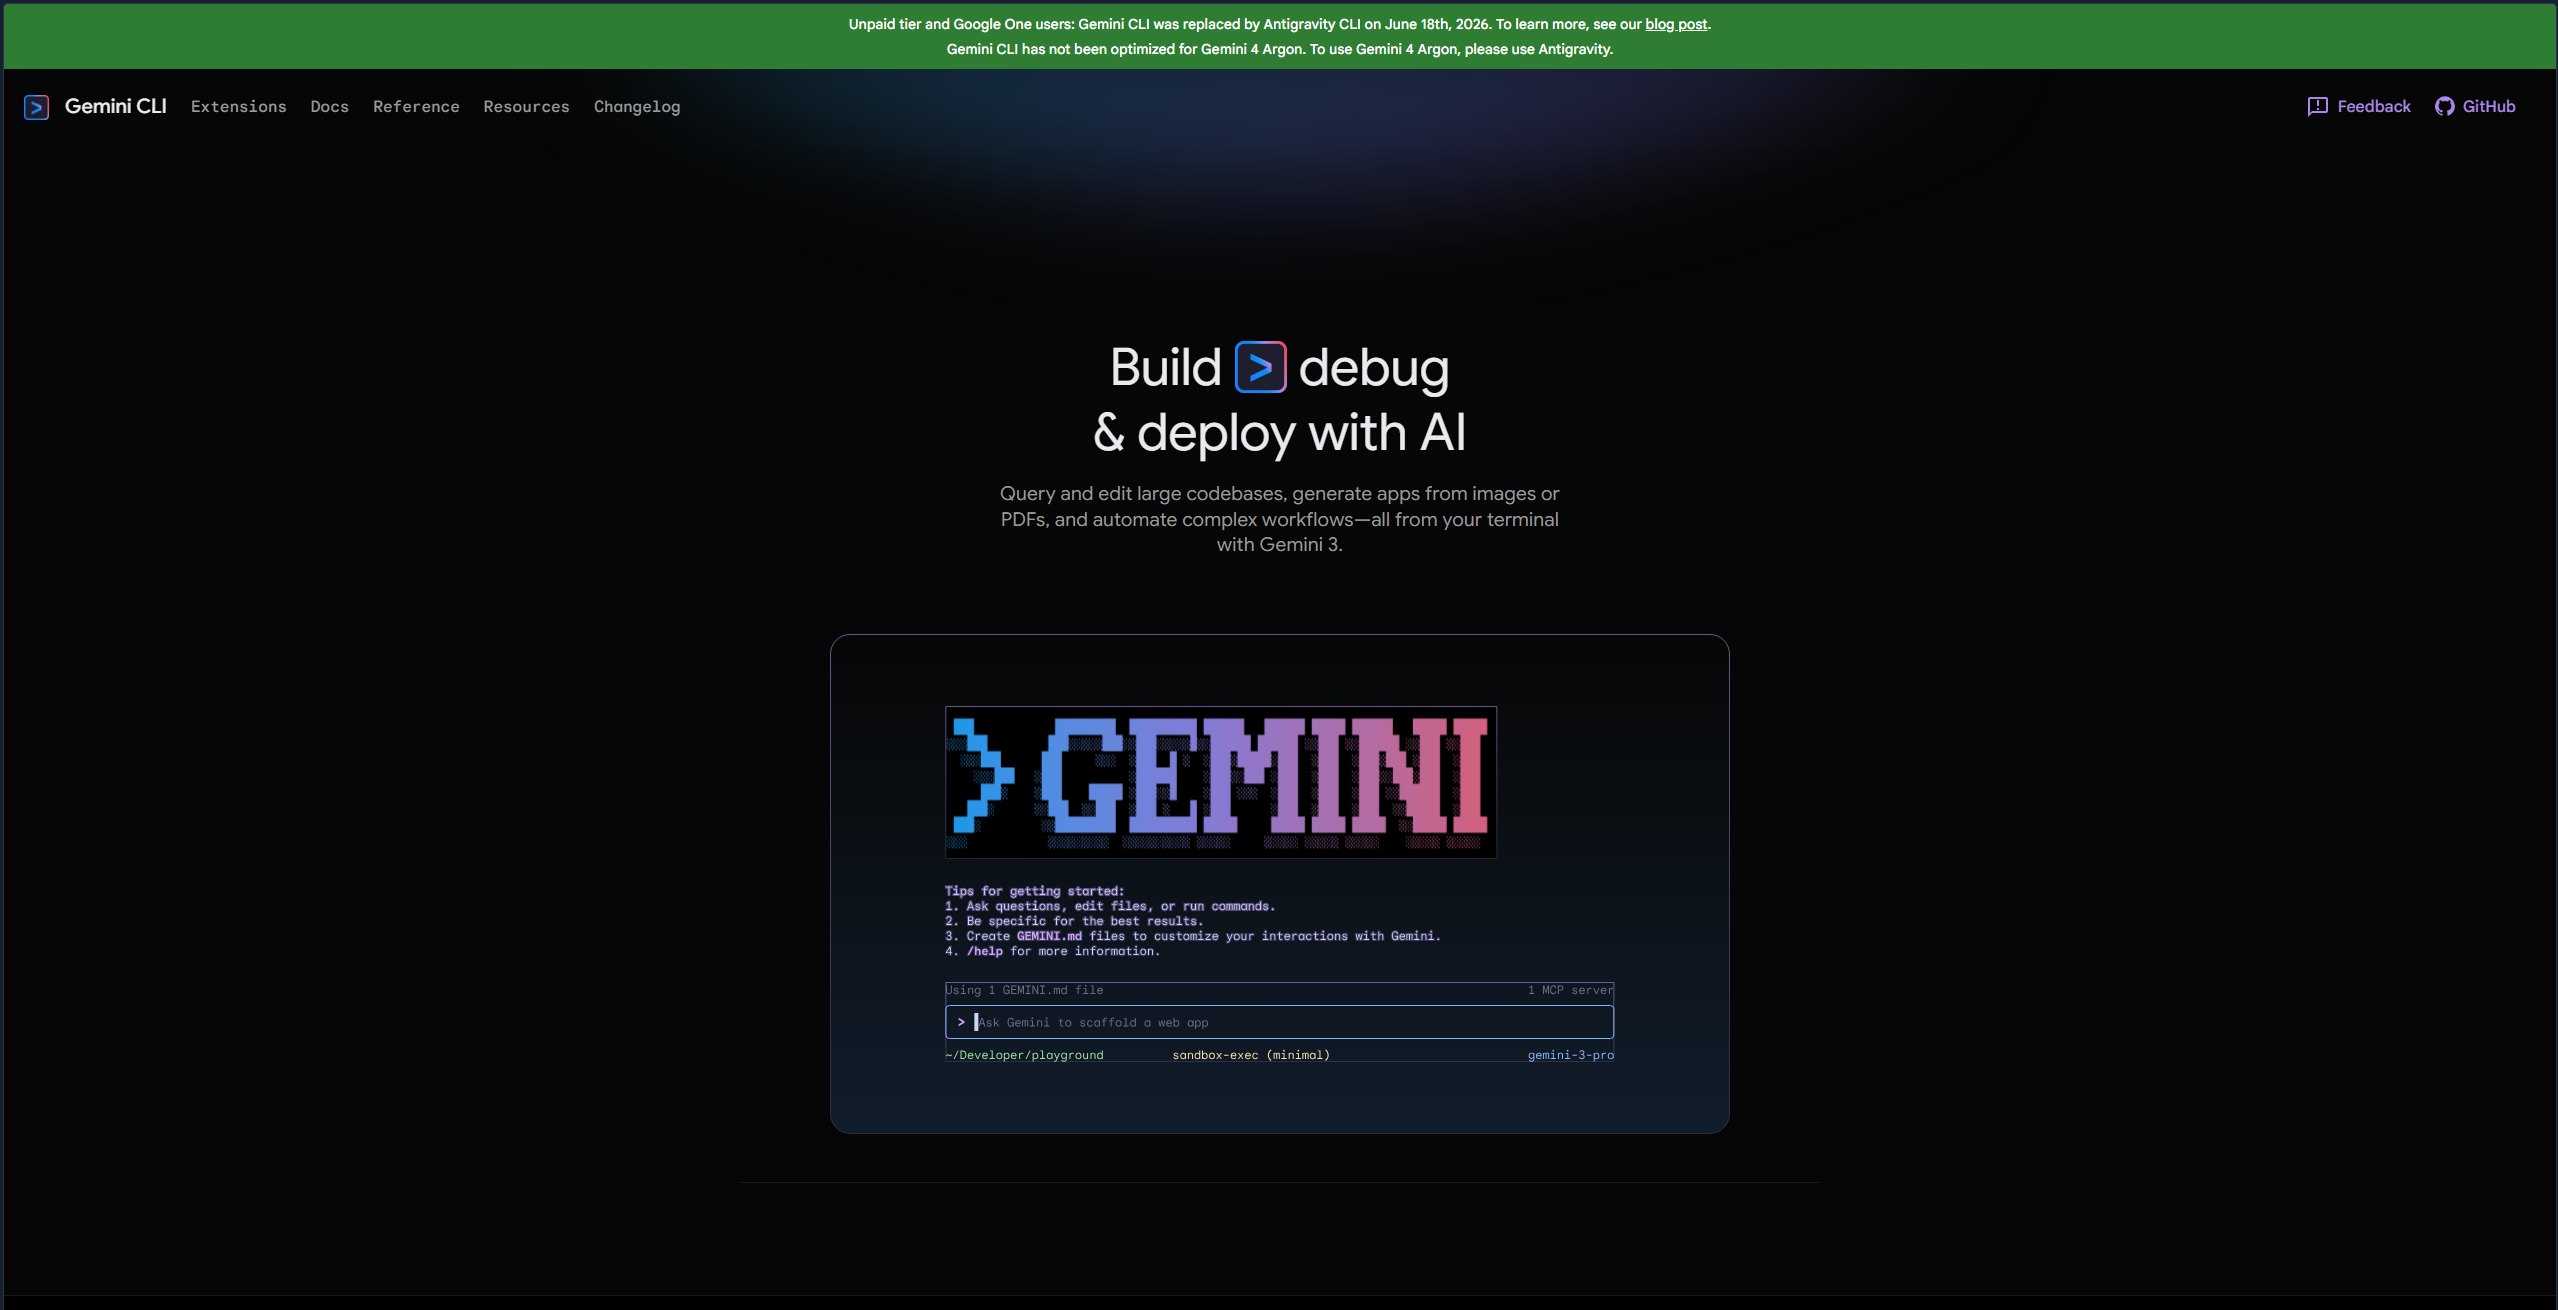 Unpaid tier and Google One users: Gemini CLI was replaced by Antigravity CLI on June 18th, 2026. To learn more, see our blog post.
Gemini CLI has not been optimized for Gemini 4 Argon. To use Gemini 4 Argon, please use Antigravity.
> Gemini CLI Extensions Docs Reference Resources Changelog Feedback GitHub
Build > debug
& deploy with AI
Query and edit large codebases, generate apps from images or
PDFs, and automate complex workflows—all from your terminal
with Gemini 3.
> GEMINI
Tips for getting started:
1. Ask questions, edit files, or run commands.
2. Be specific for the best results.
3. Create GEMINI.md files to customize your interactions with Gemini.
4. /help for more information.
Using 1 GEMINI.md file 1 MCP server
> Ask Gemini to scaffold a web app
~/Developer/playground sandbox-exec (minimal) gemini-3-pro